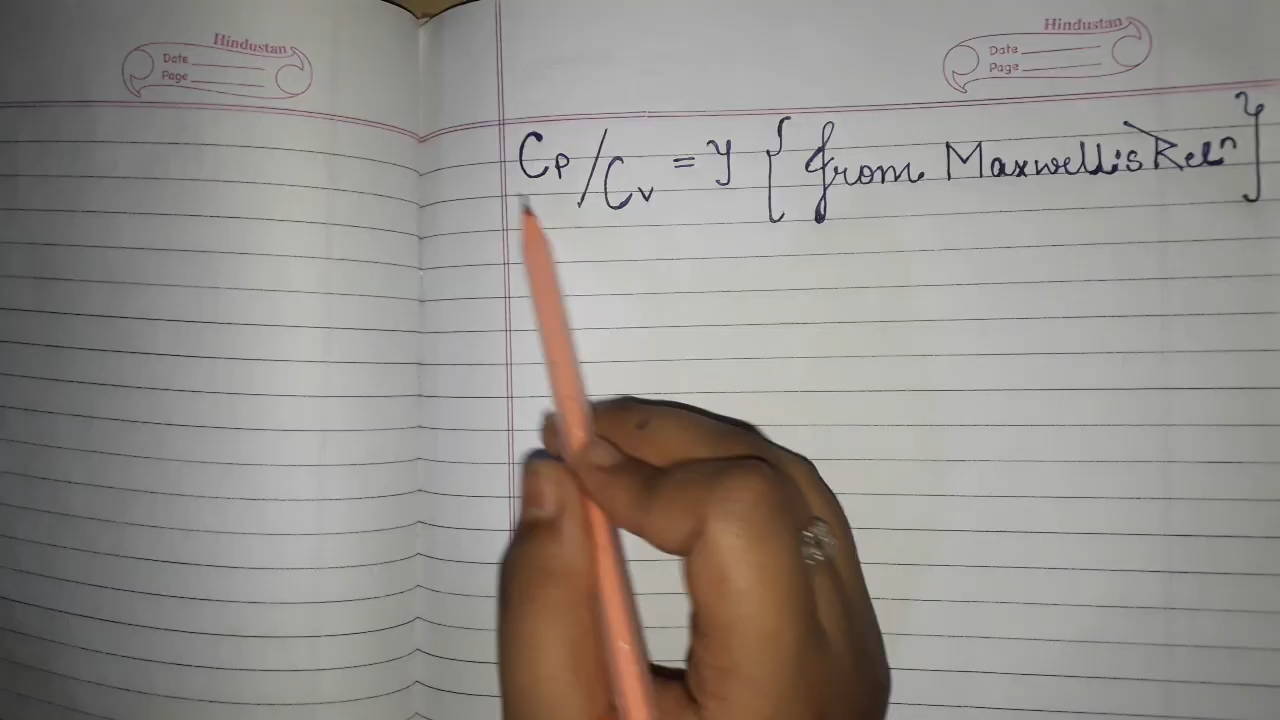 Hindustan
Date
Page
Hindustan
Date
Page
Cp/Cv = γ { from Maxwell's Relⁿ }